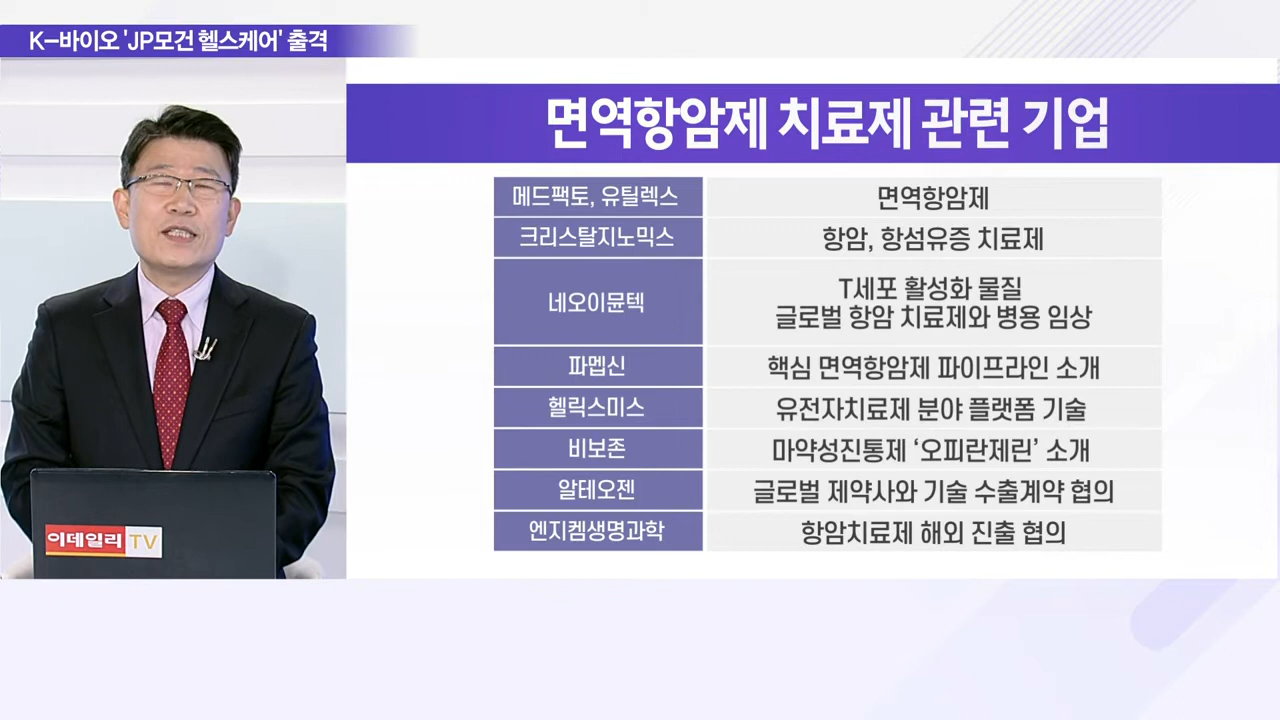 K-바이오 'JP모건 헬스케어' 출격
면역항암제 치료제 관련 기업
메드팩토, 유틸렉스 면역항암제
크리스탈지노믹스 항암, 항섬유증 치료제
네오이뮨텍 T세포 활성화 물질
글로벌 항암 치료제와 병용 임상
파멥신 핵심 면역항암제 파이프라인 소개
헬릭스미스 유전자치료제 분야 플랫폼 기술
비보존 마약성진통제 ‘오피란제린’ 소개
알테오젠 글로벌 제약사와 기술 수출계약 협의
엔지켐생명과학 항암치료제 해외 진출 협의
이데일리 TV